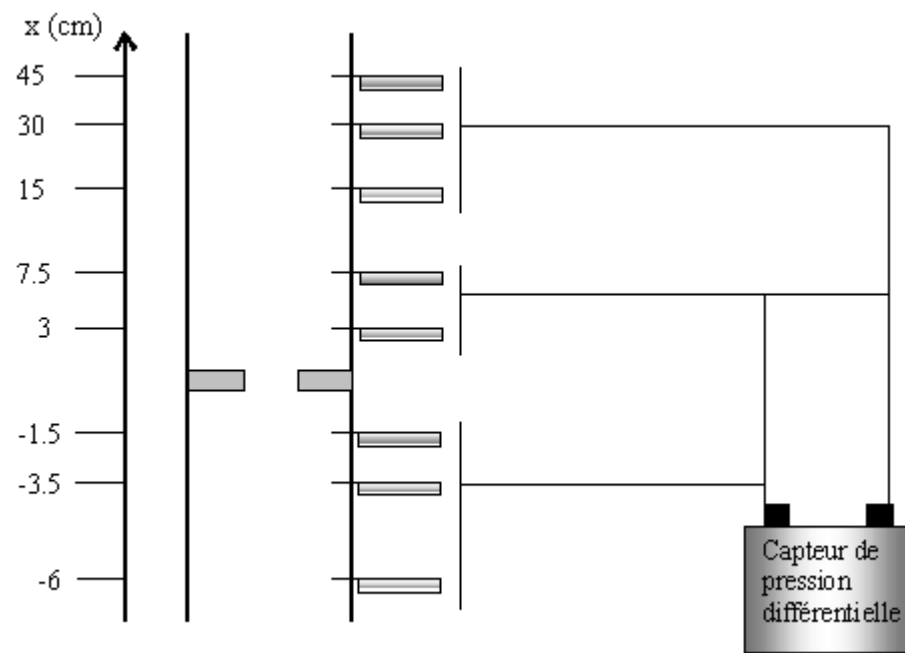 x (cm)
45
30
15
7.5
3
-1.5
-3.5
-6
Capteur de
pression
différentielle